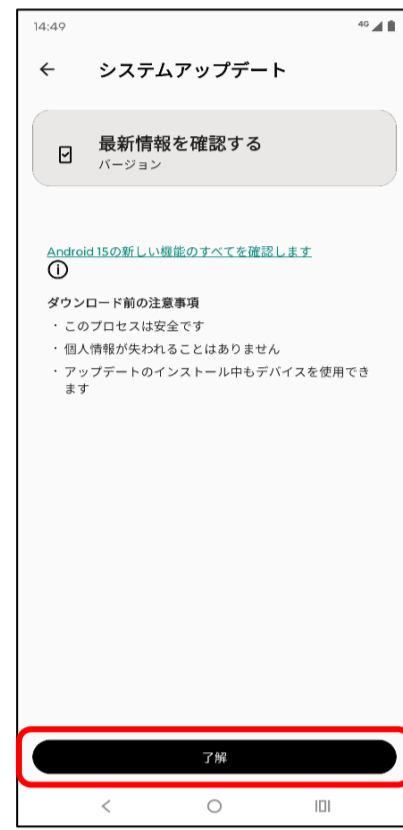 14:49 4G
システムアップデート
最新情報を確認する
バージョン
Android 15の新しい機能のすべてを確認します
ダウンロード前の注意事項
・このプロセスは安全です
・個人情報が失われることはありません
・アップデートのインストール中もデバイスを使用でき
ます
了解